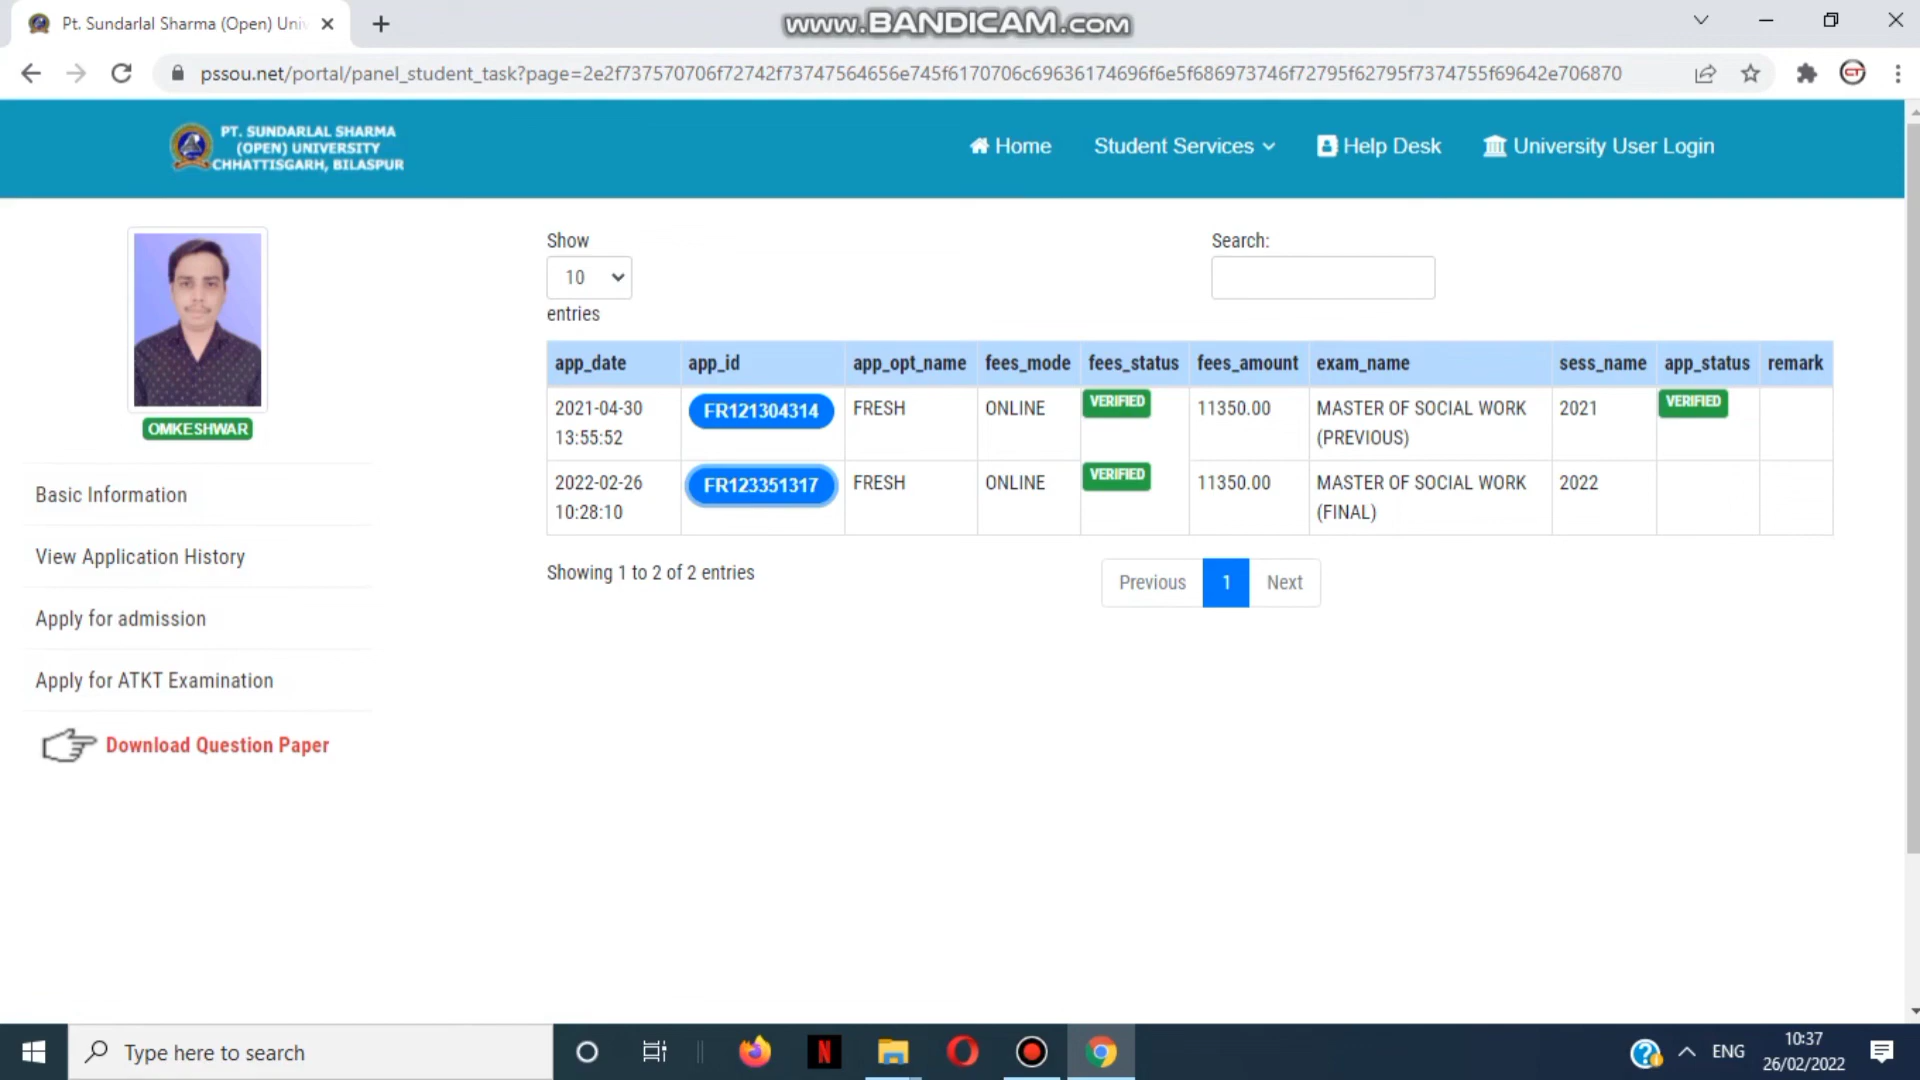 Pt. Sundarlal Sharma (Open) Univ
www.BANDICAM.com
pssou.net/portal/panel_student_task?page=2e2f737570706f72742f73747564656e745f6170706c69636174696f6e5f686973746f72795f62795f7374755f69642e706870
PT. SUNDARLAL SHARMA
(OPEN) UNIVERSITY
CHHATTISGARH, BILASPUR
Home Student Services Help Desk University User Login
OMKESHWAR
Basic Information
View Application History
Apply for admission
Apply for ATKT Examination
Download Question Paper
Show
10
entries
Search:
app_date app_id app_opt_name fees_mode fees_status fees_amount exam_name sess_name app_status remark
2021-04-30 FR121304314 FRESH ONLINE VERIFIED 11350.00 MASTER OF SOCIAL WORK 2021 VERIFIED
13:55:52 (PREVIOUS)
2022-02-26 FR123351317 FRESH ONLINE VERIFIED 11350.00 MASTER OF SOCIAL WORK 2022
10:28:10 (FINAL)
Showing 1 to 2 of 2 entries
Previous 1 Next
Type here to search
ENG
10:37
26/02/2022